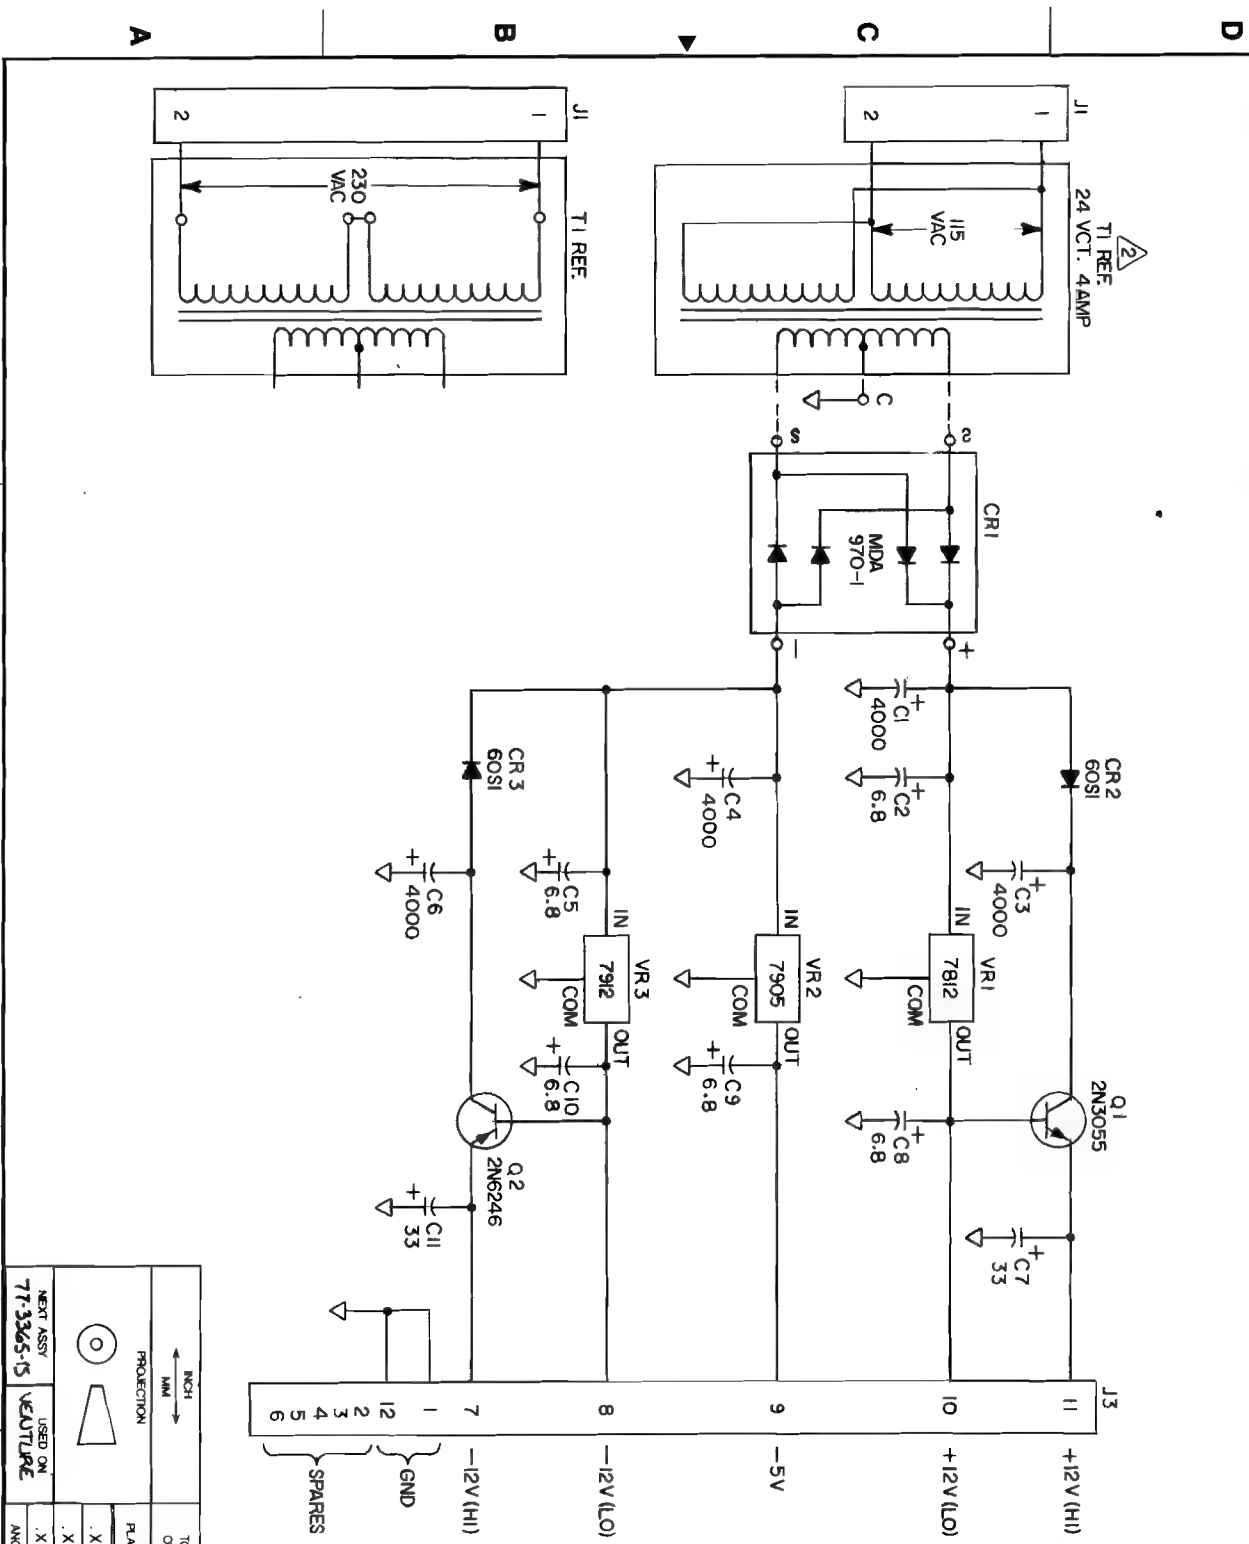 D
C
B
A
J1
1
2
2
T1 REF.
24 VCT. 4AMP
115
VAC
C
S
S
CR1
MDA
970-1
+
−
CR2
60S1
+
C1
4000
+
C2
6.8
+
C3
4000
IN
VR1
7812
COM
OUT
Q1
2N3055
+
C8
6.8
+
C7
33
+
C4
4000
IN
VR2
7905
COM
OUT
+
C9
6.8
+
C5
6.8
IN
VR3
7912
COM
OUT
+
C10
6.8
CR3
60S1
+
C6
4000
Q2
2N6246
+
C11
33
J3
11 +12V (HI)
10 +12V (LO)
9 −5V
8 −12V (LO)
7 −12V (HI)
1
12
GND
2
3
4
5
6
SPARES
J1
1
2
T1 REF.
230
VAC
INCH
MM
PROJECTION
NEXT ASSY
77-3365-15
USED ON
VENTURE
.X
.X
.X